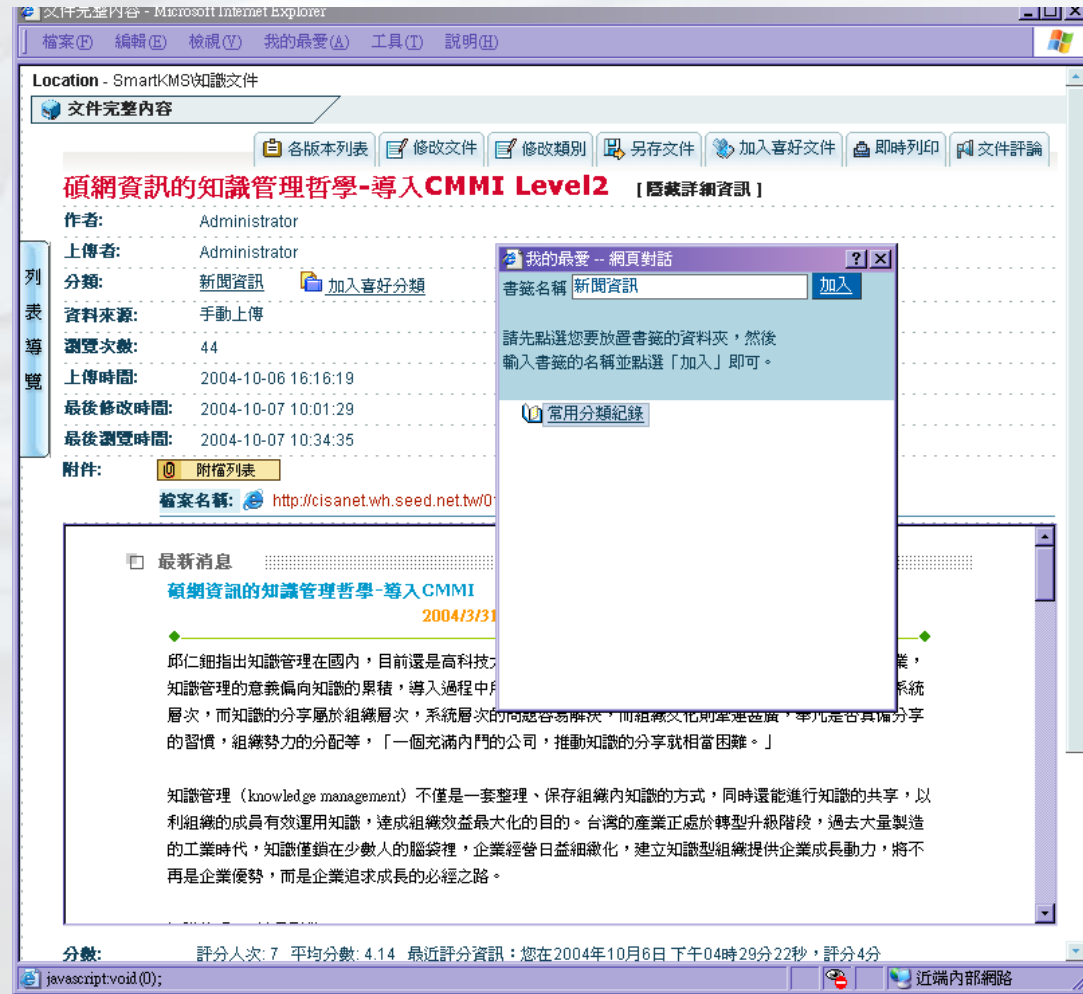 文件完整內容 - Microsoft Internet Explorer
檔案(F) 編輯(E) 檢視(V) 我的最愛(A) 工具(T) 說明(H)
Location - SmartKMS\知識文件
文件完整內容
各版本列表 修改文件 修改類別 另存文件 加入喜好文件 即時列印 文件評論
碩網資訊的知識管理哲學-導入CMMI Level2 [隱藏詳細資訊]
作者: Administrator
上傳者: Administrator
分類: 新聞資訊 加入喜好分類
資料來源: 手動上傳
瀏覽次數: 44
上傳時間: 2004-10-06 16:16:19
最後修改時間: 2004-10-07 10:01:29
最後瀏覽時間: 2004-10-07 10:34:35
附件: 附檔列表
檔案名稱: http://cisanet.wh.seed.net.tw/0
列表導覽
我的最愛 -- 網頁對話
書籤名稱 新聞資訊 加入
請先點選您要放置書籤的資料夾，然後
輸入書籤的名稱並點選「加入」即可。
常用分類紀錄
最新消息
碩網資訊的知識管理哲學-導入CMMI
2004/3/31
邱仁鈿指出知識管理在國內，目前還是高科技 業，
知識管理的意義偏向知識的累積，導入過程中 系統
層次，而知識的分享屬於組織層次，系統層次的問題容易解決，而組織文化則牽連甚廣，舉凡是否具備分享
的習慣，組織勢力的分配等，「一個充滿內鬥的公司，推動知識的分享就相當困難。」
知識管理（knowledge management）不僅是一套整理、保存組織內知識的方式，同時還能進行知識的共享，以
利組織的成員有效運用知識，達成組織效益最大化的目的。台灣的產業正處於轉型升級階段，過去大量製造
的工業時代，知識僅鎖在少數人的腦袋裡，企業經營日益細緻化，建立知識型組織提供企業成長動力，將不
再是企業優勢，而是企業追求成長的必經之路。
分數: 評分人次: 7 平均分數: 4.14 最近評分資訊：您在2004年10月6日 下午04時29分22秒，評分4分
javascript:void(0);
近端內部網路